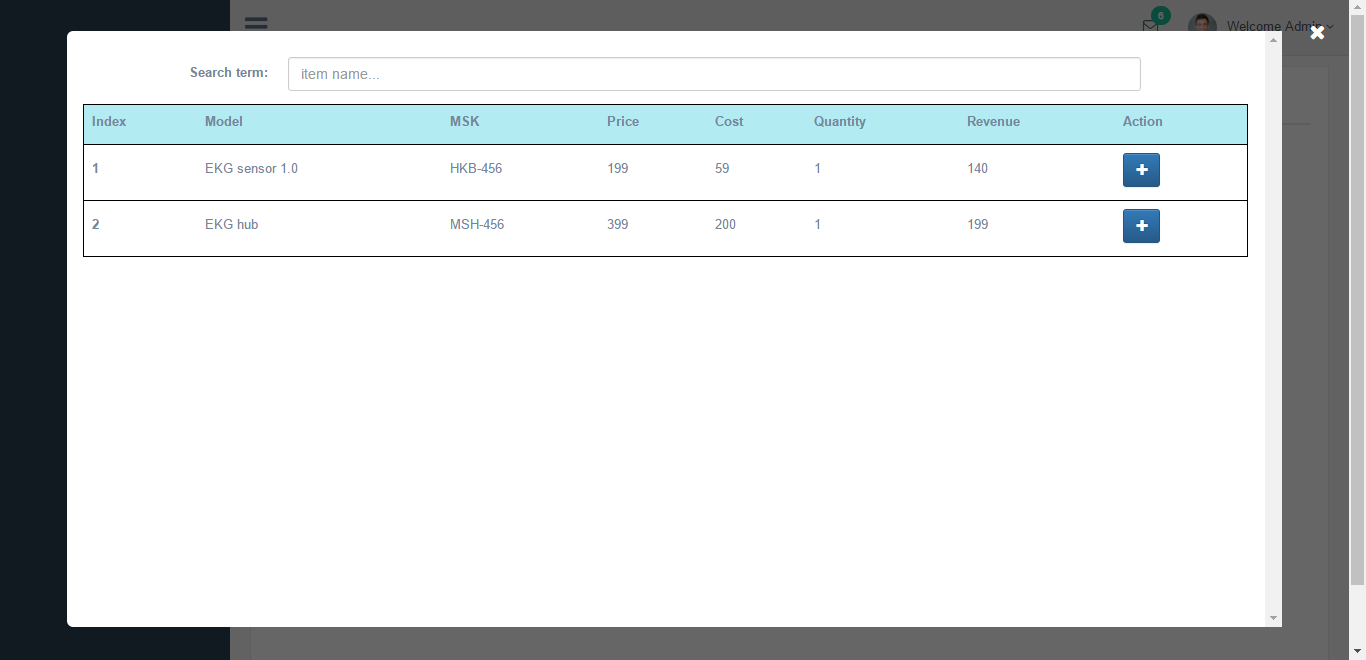 6
Welcome Admin
Search term: item name...
Index Model MSK Price Cost Quantity Revenue Action
1 EKG sensor 1.0 HKB-456 199 59 1 140
2 EKG hub MSH-456 399 200 1 199